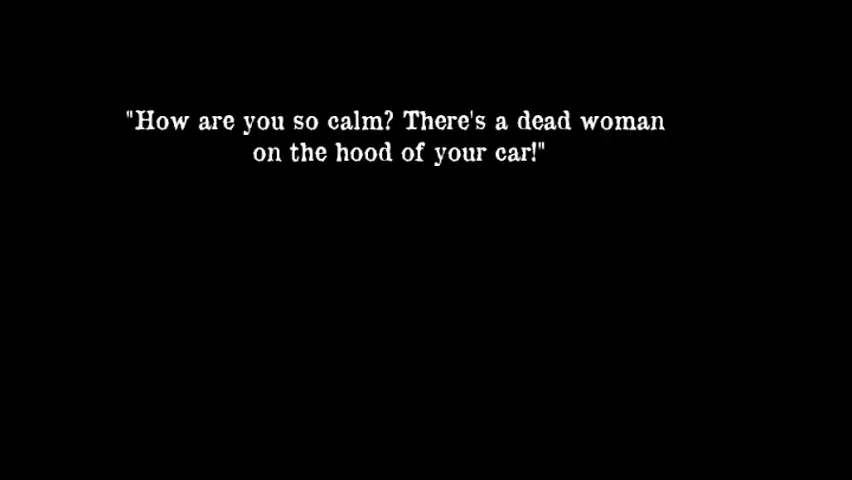 "How are you so calm? There's a dead woman
on the hood of your car!"